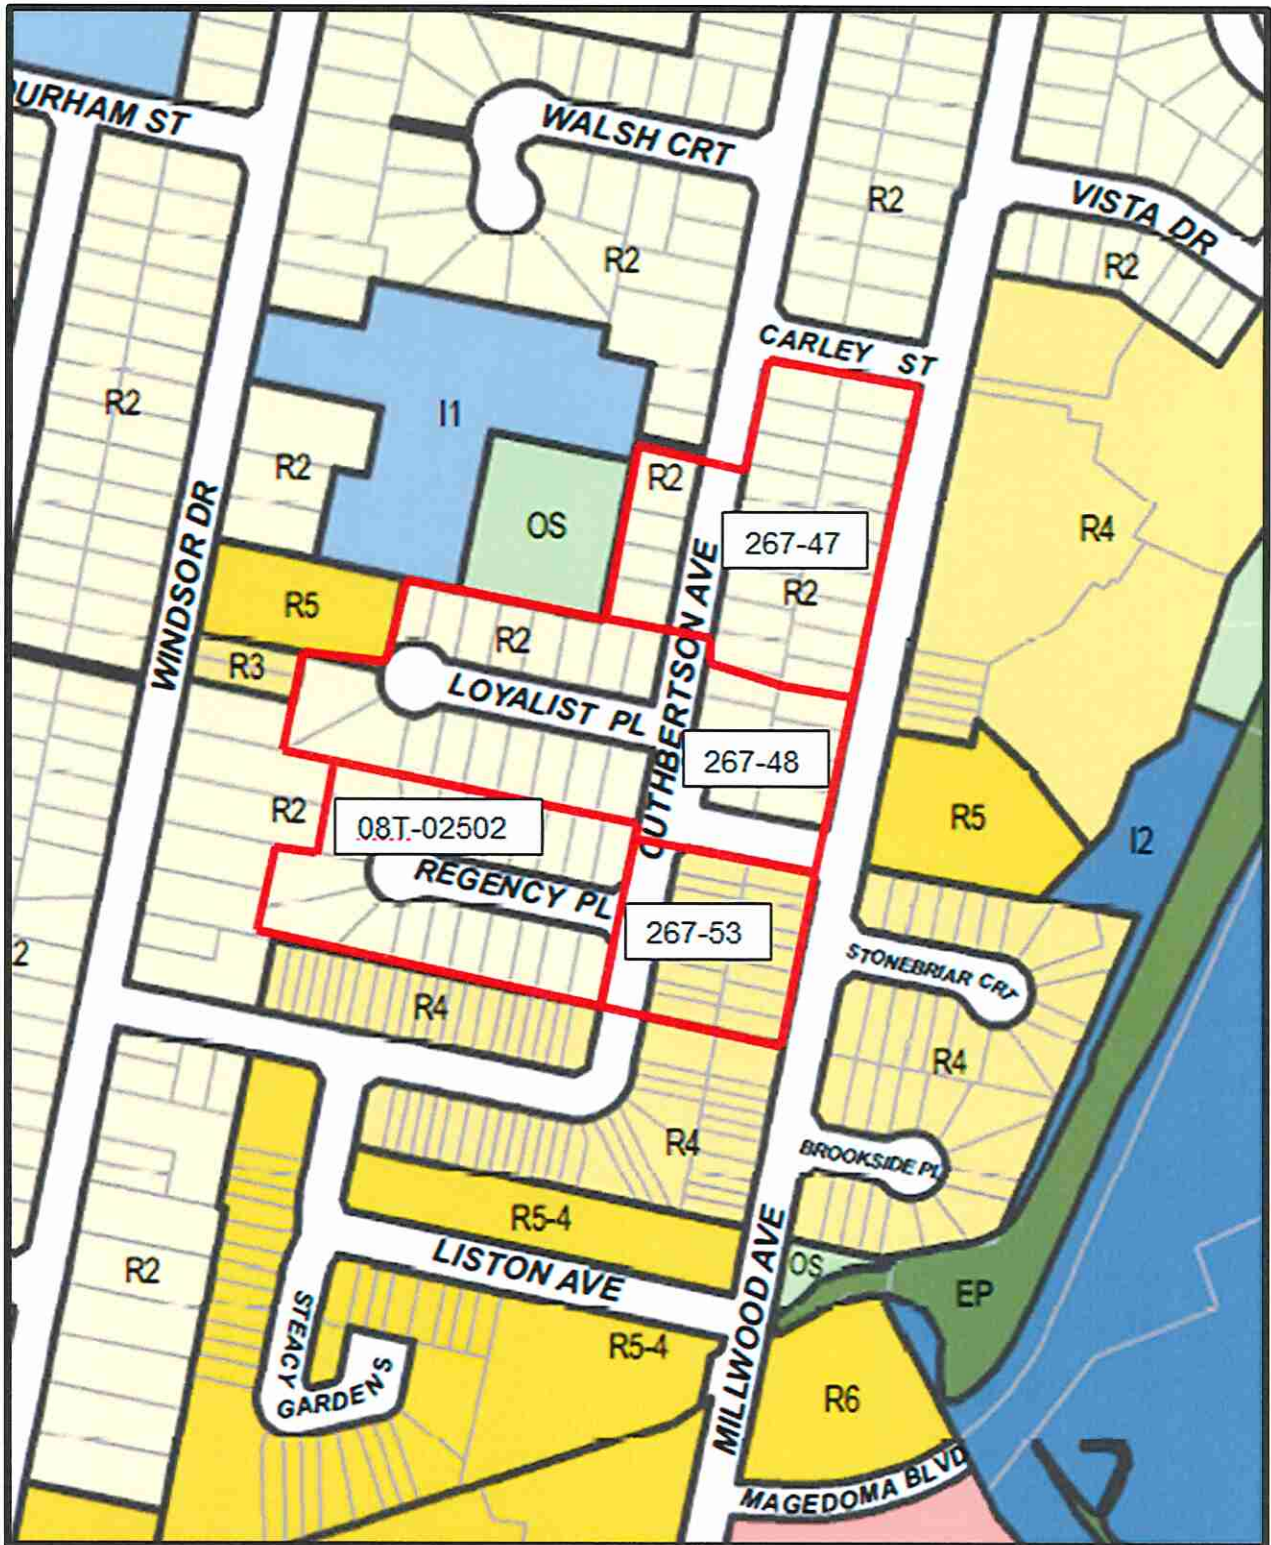 DURHAM ST
WALSH CRT
R2
VISTA DR
R2
R2
CARLEY ST
R2
I1
R2
R2
OS
267-47
R4
R2
WINDSOR DR
CUTHBERTSON AVE
R5
R2
R3
LOYALIST PL
267-48
R2
08T-02502
R5
I2
REGENCY PL
267-53
2
STONEBRIAR CRT
R4
R4
R4
BROOKSIDE PL
R5-4
LISTON AVE
MILLWOOD AVE
OS
R2
EP
STEACY
GARDENS
R5-4
R6
MAGEDOMA BLVD